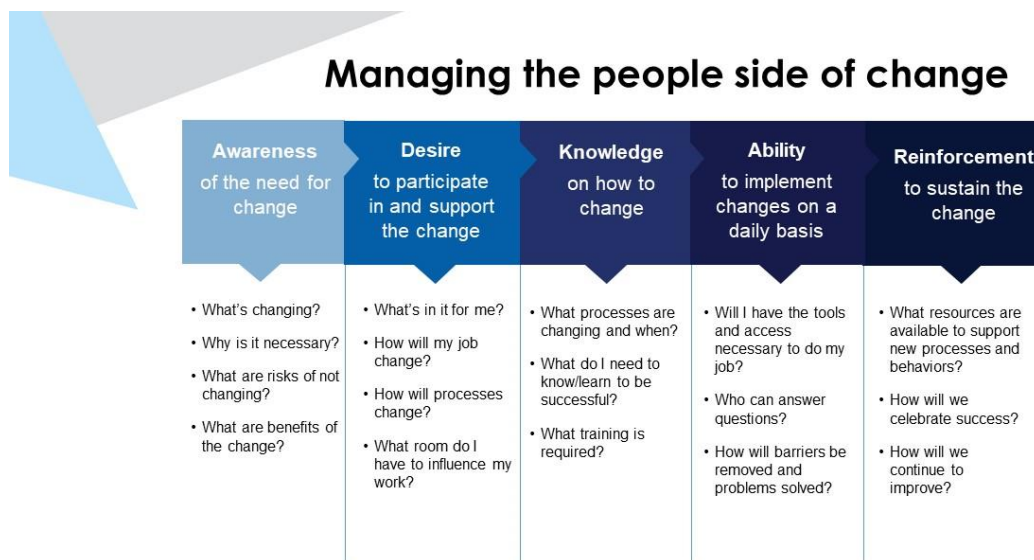 Managing the people side of change
Awareness
of the need for
change
Desire
to participate
in and support
the change
Knowledge
on how to
change
Ability
to implement
changes on a
daily basis
Reinforcement
to sustain the
change
• What's changing?
• Why is it necessary?
• What are risks of not
changing?
• What are benefits of
the change?
• What's in it for me?
• How will my job
change?
• How will processes
change?
• What room do I
have to influence my
work?
• What processes are
changing and when?
• What do I need to
know/learn to be
successful?
• What training is
required?
• Will I have the tools
and access
necessary to do my
job?
• Who can answer
questions?
• How will barriers be
removed and
problems solved?
• What resources are
available to support
new processes and
behaviors?
• How will we
celebrate success?
• How will we
continue to
improve?